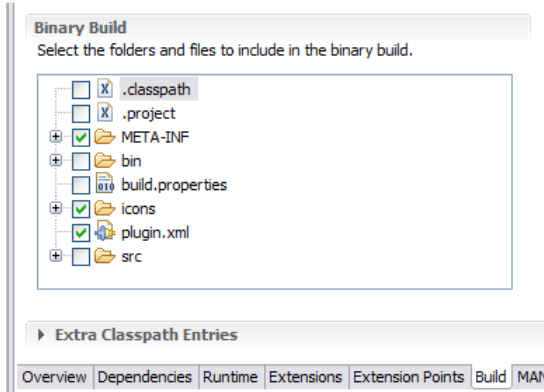 Binary Build
Select the folders and files to include in the binary build.
.classpath
.project
META-INF
bin
build.properties
icons
plugin.xml
src
Extra Classpath Entries
Overview Dependencies Runtime Extensions Extension Points Build MAN